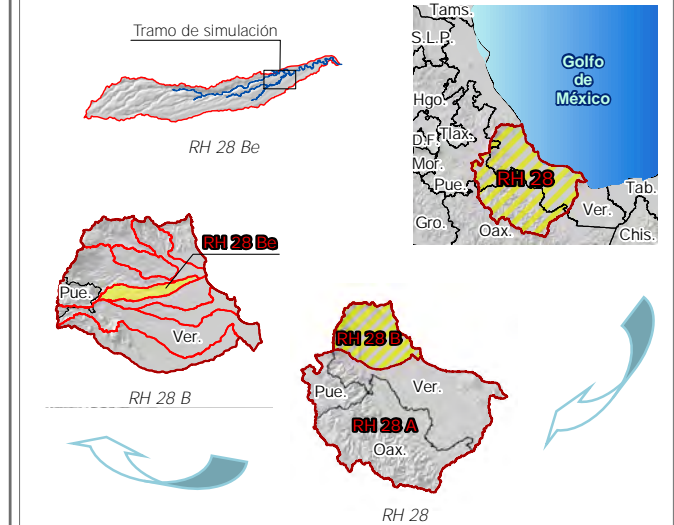 Tramo de simulación
RH 28 Be
Tams.
S.L.P.
Golfo
de
México
Hgo.
D.F.
Tlax.
Mor.
Pue.
RH 28
Tab.
Ver.
Gro.
Oax.
Chis.
RH 28 Be
Pue.
Ver.
RH 28 B
RH 28 B
Pue.
Ver.
RH 28 A
Oax.
RH 28